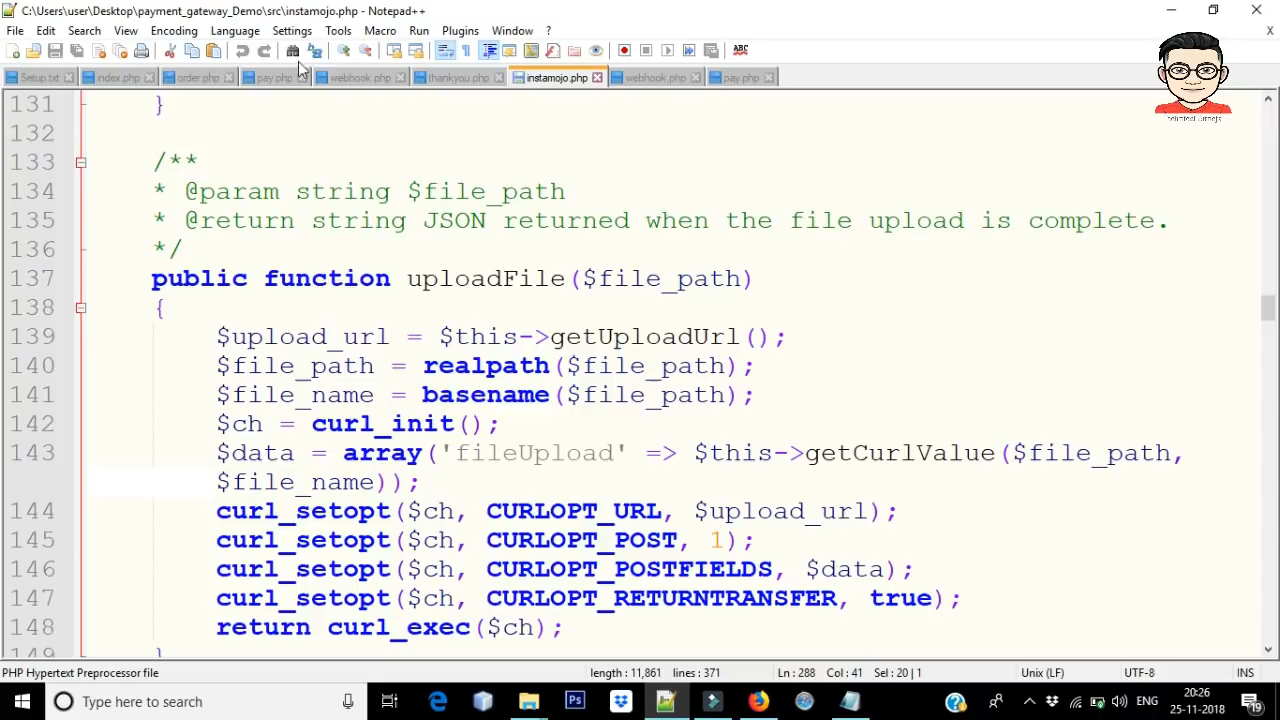 C:\Users\user\Desktop\payment_gateway_Demo\src\instamojo.php - Notepad++
File Edit Search View Encoding Language Settings Tools Macro Run Plugins Window ? X
Setup.txt index.php order.php pay.php webhook.php thankyou.php instamojo.php webhook.php pay.php
131 }
132
133 /**
134 * @param string $file_path
135 * @return string JSON returned when the file upload is complete.
136 */
137 public function uploadFile($file_path)
138 {
139 $upload_url = $this->getUploadUrl();
140 $file_path = realpath($file_path);
141 $file_name = basename($file_path);
142 $ch = curl_init();
143 $data = array('fileUpload' => $this->getCurlValue($file_path,
$file_name));
144 curl_setopt($ch, CURLOPT_URL, $upload_url);
145 curl_setopt($ch, CURLOPT_POST, 1);
146 curl_setopt($ch, CURLOPT_POSTFIELDS, $data);
147 curl_setopt($ch, CURLOPT_RETURNTRANSFER, true);
148 return curl_exec($ch);
149 }
PHP Hypertext Preprocessor file length : 11,861 lines : 371 Ln : 288 Col : 41 Sel : 20 | 1 Unix (LF) UTF-8 INS
Type here to search ENG 20:26
25-11-2018 19